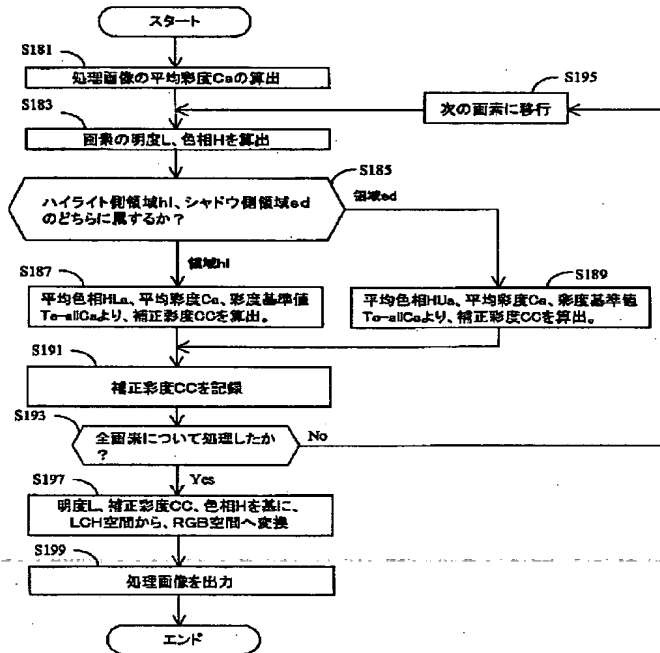 スタート
S181
処理画像の平均彩度Caの算出
S195
次の画素に移行
S183
画素の明度L、色相Hを算出
S185
ハイライト側領域hl、シャドウ側領域sd
のどちらに属するか?
領域sd
領域hl
S187
平均色相HLa、平均彩度Ca、彩度基準値
To-allCaより、補正彩度CCを算出。
S189
平均色相HUa、平均彩度Ca、彩度基準値
To-allCaより、補正彩度CCを算出。
S191
補正彩度CCを記録
S193
全画素について処理したか
?
No
Yes
S197
明度L、補正彩度CC、色相Hを基に、
LCH空間から、RGB空間へ変換
S199
処理画像を出力
エンド